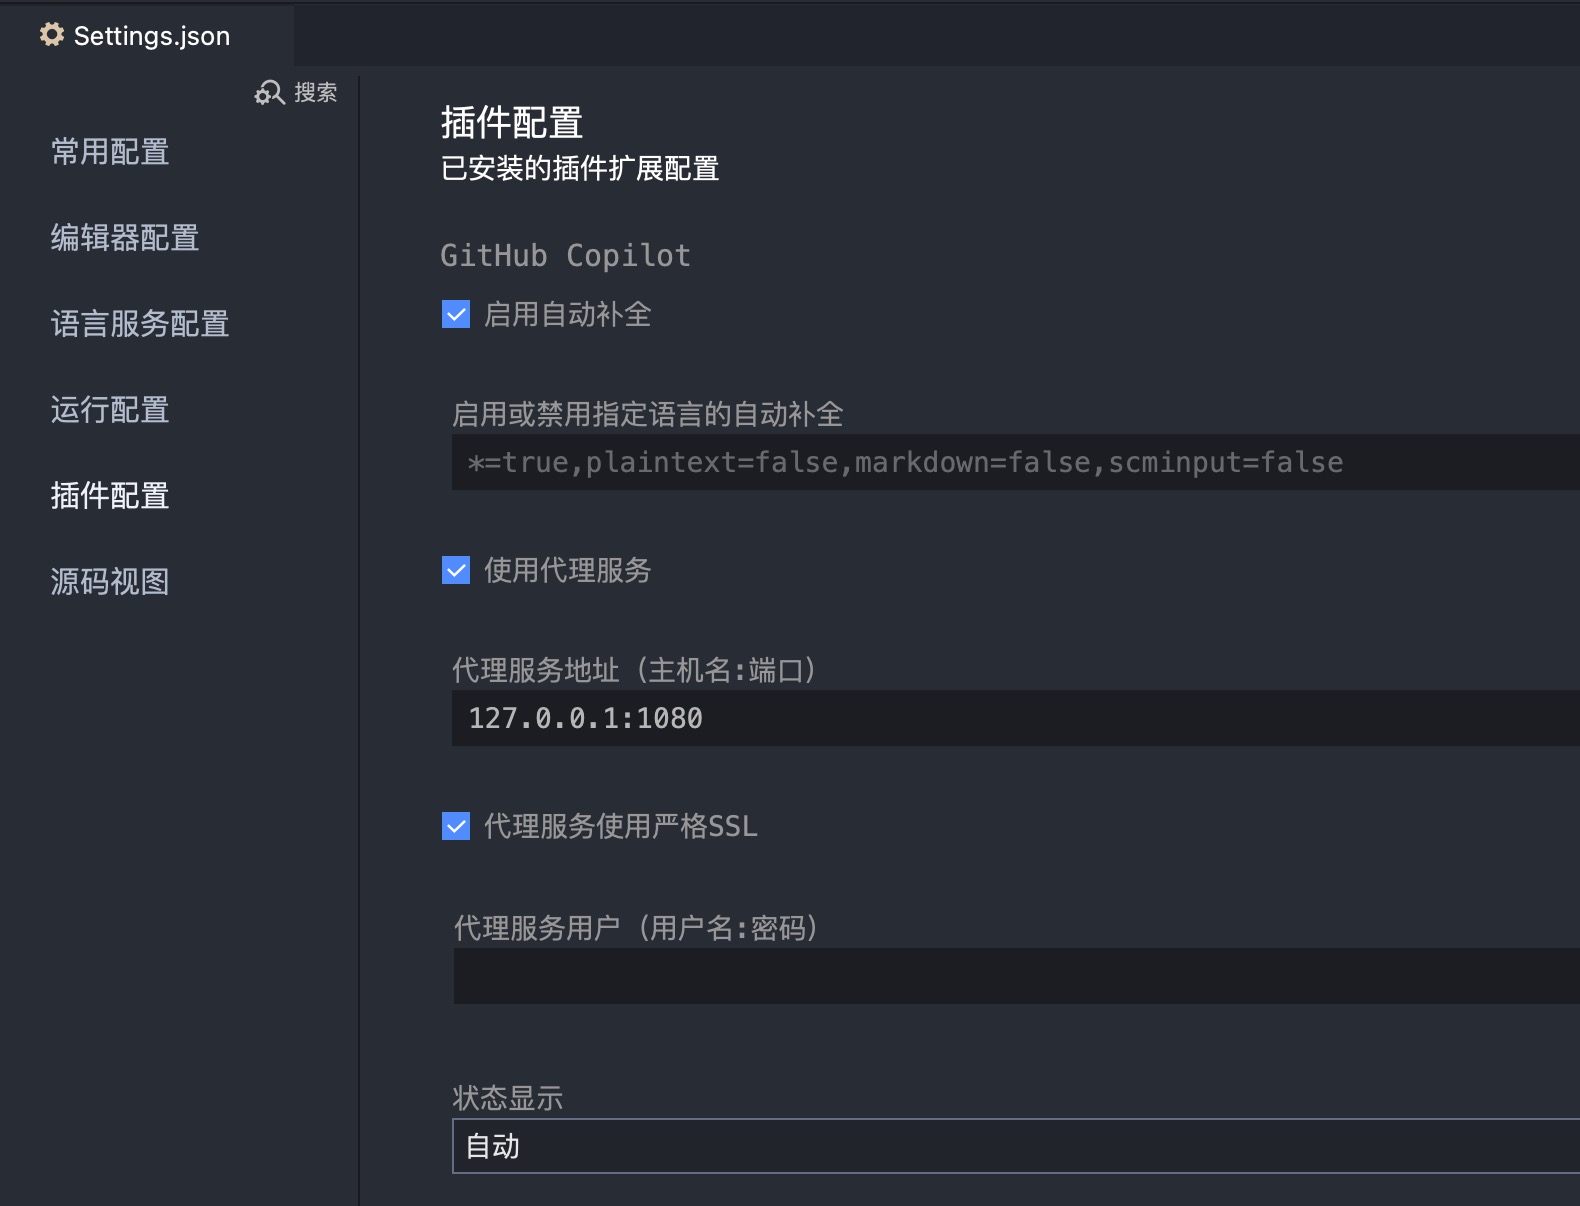 Settings.json
搜索
常用配置
编辑器配置
语言服务配置
运行配置
插件配置
源码视图
插件配置
已安装的插件扩展配置
GitHub Copilot
启用自动补全
启用或禁用指定语言的自动补全
*=true,plaintext=false,markdown=false,scminput=false
使用代理服务
代理服务地址（主机名:端口）
127.0.0.1:1080
代理服务使用严格SSL
代理服务用户（用户名:密码）
状态显示
自动